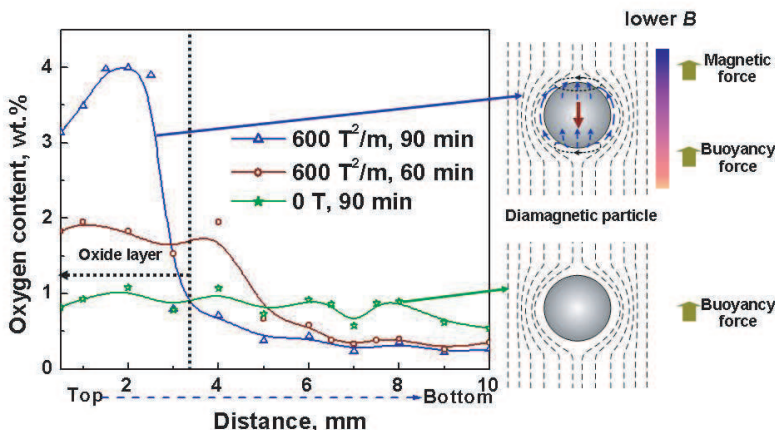 lower B
Magnetic
force
Buoyancy
force
Diamagnetic particle
Buoyancy
force
Oxygen content, wt.%
4
3
2
1
0
600 T²/m, 90 min
600 T²/m, 60 min
0 T, 90 min
Oxide layer
2
4
6
8
10
Top
Bottom
Distance, mm